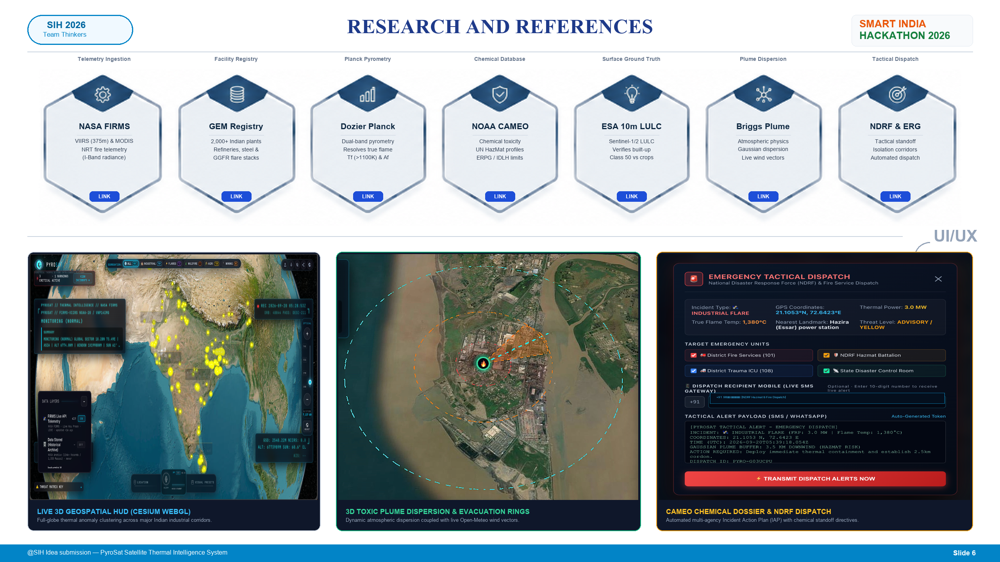 SIH 2026
Team Thinkers
RESEARCH AND REFERENCES
SMART INDIA
HACKATHON 2026
Telemetry Ingestion
Facility Registry
Planck Pyrometry
Chemical Database
Surface Ground Truth
Plume Dispersion
Tactical Dispatch
NASA FIRMS
VIIRS (375m) & MODIS
NRT fire telemetry
(I-Band radiance)
LINK
GEM Registry
2,000+ Indian plants
Refineries, steel &
GGFR flare stacks
LINK
Dozier Planck
Dual-band pyrometry
Resolves true flame
Tf (>1100K) & Af
LINK
NOAA CAMEO
Chemical toxicity
UN HazMat profiles
ERPG / IDLH limits
LINK
ESA 10m LULC
Sentinel-1/2 LULC
Verifies built-up
Class 50 vs crops
LINK
Briggs Plume
Atmospheric physics
Gaussian dispersion
Live wind vectors
LINK
NDRF & ERG
Tactical standoff
Isolation corridors
Automated dispatch
LINK
UI/UX
PYROS
ALL
INDUSTRIAL
FLARES
WILDFIRE
AGRI
MINING
3 · 1 WARNINGS
CRITICAL ACTIVE
VIEW
INCIDENTS
PYROSAT // THERMAL INTELLIGENCE // NASA FIRMS
PYROSAT // FIRMS-VIIRS NOAA-20 / VNP14IMG
MONITORING (NORMAL)
SUMMARY
MONITORING (NORMAL) GLOBAL SECTOR 18.28N 73.49E |
ASIA | ALT 6774.0KM | WINDOW 1X19980KM | SUN 61°
REC 2026-09-20 05:28:53Z
ORB: 48044 PASS: DESC-211
OPTICAL
DATA LAYERS
FIRMS Live API
Telemetry
419
ON
Data Stored
(Historical
Archive)
OFF
GSD: 2540.22M NIIRS: 0.0
ALT: 6773989M SUN: 60.6° EL
AIS: --
RESET
LOCATION
VISUAL PRESETS
THREAT MATRIX KEY
LIVE 3D GEOSPATIAL HUD (CESIUM WEBGL)
Full-globe thermal anomaly clustering across major Indian industrial corridors.
3D TOXIC PLUME DISPERSION & EVACUATION RINGS
Dynamic atmospheric dispersion coupled with live Open-Meteo wind vectors.
EMERGENCY TACTICAL DISPATCH
National Disaster Response Force (NDRF) & Fire Service Dispatch
Incident Type:
INDUSTRIAL FLARE
GPS Coordinates:
21.1053°N, 72.6423°E
Thermal Power: 3.0 MW
True Flame Temp: 1,380°C
Nearest Landmark: Hazira
(Essar) power station
Threat Level: ADVISORY /
YELLOW
TARGET EMERGENCY UNITS
District Fire Services (101)
NDRF Hazmat Battalion
District Trauma ICU (108)
State Disaster Control Room
DISPATCH RECIPIENT MOBILE (LIVE SMS
GATEWAY)
Optional · Enter 10-digit number to receive
live alert
+91
+91 98 [NDRF Hazmat & Fire Dispatch]
TACTICAL ALERT PAYLOAD (SMS / WHATSAPP)
Auto-Generated Token
[PYROSAT TACTICAL ALERT - EMERGENCY DISPATCH]
INCIDENT: INDUSTRIAL FLARE (FRP: 3.0 MW | Flame Temp: 1,380°C)
COORDINATES: 21.1053 N, 72.6423 E
TIME (UTC): 2026-09-20T05:39:18.054Z
GAUSSIAN PLUME BUFFER: 3.5 KM DOWNWIND (HAZMAT RISK)
ACTION REQUIRED: Deploy immediate thermal containment and establish 2.5km
cordon.
DISPATCH ID: PYRO-G03UCPU
⚡ TRANSMIT DISPATCH ALERTS NOW
CAMEO CHEMICAL DOSSIER & NDRF DISPATCH
Automated multi-agency Incident Action Plan (IAP) with chemical standoff directives.
@SIH Idea submission — PyroSat Satellite Thermal Intelligence System
Slide 6